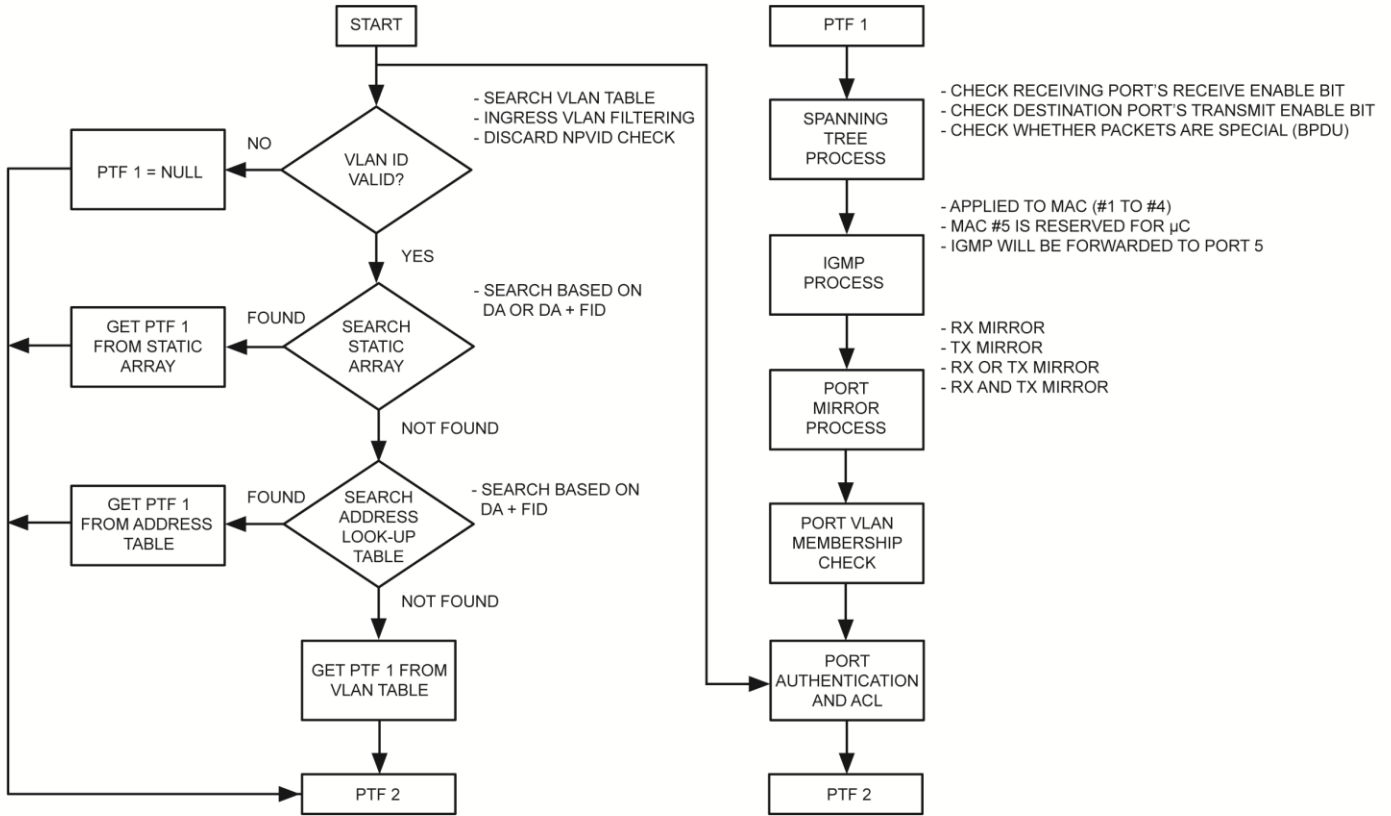 START
- SEARCH VLAN TABLE
- INGRESS VLAN FILTERING
- DISCARD NPVID CHECK
VLAN ID
VALID?
NO
PTF 1 = NULL
YES
- SEARCH BASED ON
DA OR DA + FID
SEARCH
STATIC
ARRAY
FOUND
GET PTF 1
FROM STATIC
ARRAY
NOT FOUND
- SEARCH BASED ON
DA + FID
SEARCH
ADDRESS
LOOK-UP
TABLE
FOUND
GET PTF 1
FROM ADDRESS
TABLE
NOT FOUND
GET PTF 1 FROM
VLAN TABLE
PTF 2
PTF 1
SPANNING
TREE
PROCESS
- CHECK RECEIVING PORT'S RECEIVE ENABLE BIT
- CHECK DESTINATION PORT'S TRANSMIT ENABLE BIT
- CHECK WHETHER PACKETS ARE SPECIAL (BPDU)
IGMP
PROCESS
- APPLIED TO MAC (#1 TO #4)
- MAC #5 IS RESERVED FOR µC
- IGMP WILL BE FORWARDED TO PORT 5
PORT
MIRROR
PROCESS
- RX MIRROR
- TX MIRROR
- RX OR TX MIRROR
- RX AND TX MIRROR
PORT VLAN
MEMBERSHIP
CHECK
PORT
AUTHENTICATION
AND ACL
PTF 2